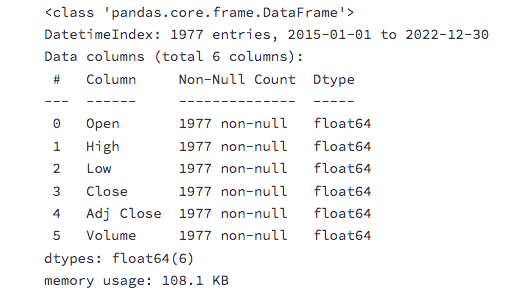 <class 'pandas.core.frame.DataFrame'>
DatetimeIndex: 1977 entries, 2015-01-01 to 2022-12-30
Data columns (total 6 columns):
 #   Column     Non-Null Count  Dtype
---  ------     --------------  -----
 0   Open       1977 non-null   float64
 1   High       1977 non-null   float64
 2   Low        1977 non-null   float64
 3   Close      1977 non-null   float64
 4   Adj Close  1977 non-null   float64
 5   Volume     1977 non-null   float64
dtypes: float64(6)
memory usage: 108.1 KB